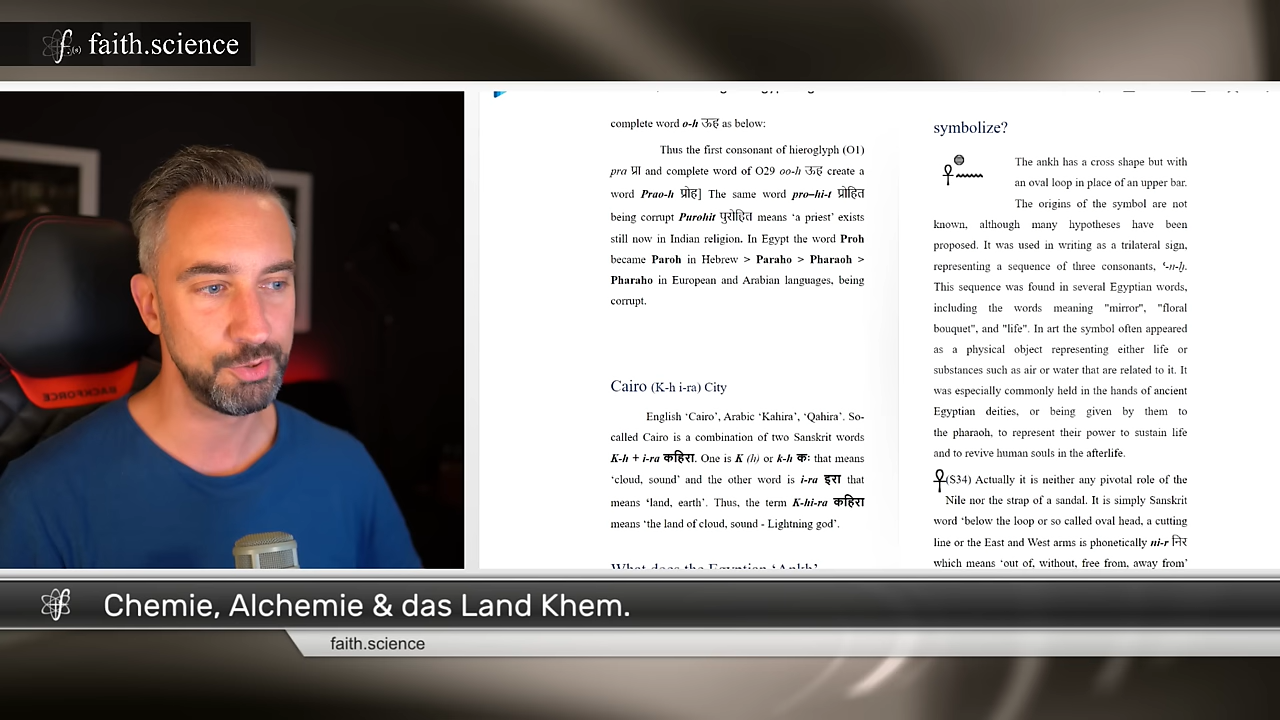 faith.science
complete word o-h ऊह as below:
Thus the first consonant of hieroglyph (O1)
pra प्रा and complete word of O29 oo-h ऊह create a
word Prao-h प्रोह] The same word pro–hi-t प्रोहित
being corrupt Purohit पुरोहित means ‘a priest’ exists
still now in Indian religion. In Egypt the word Proh
became Paroh in Hebrew > Paraho > Pharaoh >
Pharaho in European and Arabian languages, being
corrupt.
Cairo (K-h i-ra) City
English ‘Cairo’, Arabic ‘Kahira’, ‘Qahira’. So-
called Cairo is a combination of two Sanskrit words
K-h + i-ra कहिरा. One is K (h) or k-h कः that means
‘cloud, sound’ and the other word is i-ra इरा that
means ‘land, earth’. Thus, the term K-hi-ra कहिरा
means ‘the land of cloud, sound - Lightning god’.
What does the Egyptian ‘Ankh’
symbolize?
The ankh has a cross shape but with
an oval loop in place of an upper bar.
The origins of the symbol are not
known, although many hypotheses have been
proposed. It was used in writing as a trilateral sign,
representing a sequence of three consonants, ꜥ-n-ḫ.
This sequence was found in several Egyptian words,
including the words meaning "mirror", "floral
bouquet", and "life". In art the symbol often appeared
as a physical object representing either life or
substances such as air or water that are related to it. It
was especially commonly held in the hands of ancient
Egyptian deities, or being given by them to
the pharaoh, to represent their power to sustain life
and to revive human souls in the afterlife.
(S34) Actually it is neither any pivotal role of the
Nile nor the strap of a sandal. It is simply Sanskrit
word ‘below the loop or so called oval head, a cutting
line or the East and West arms is phonetically ni-r निर
which means ‘out of, without, free from, away from’
BACKFORCE
Chemie, Alchemie & das Land Khem.
faith.science